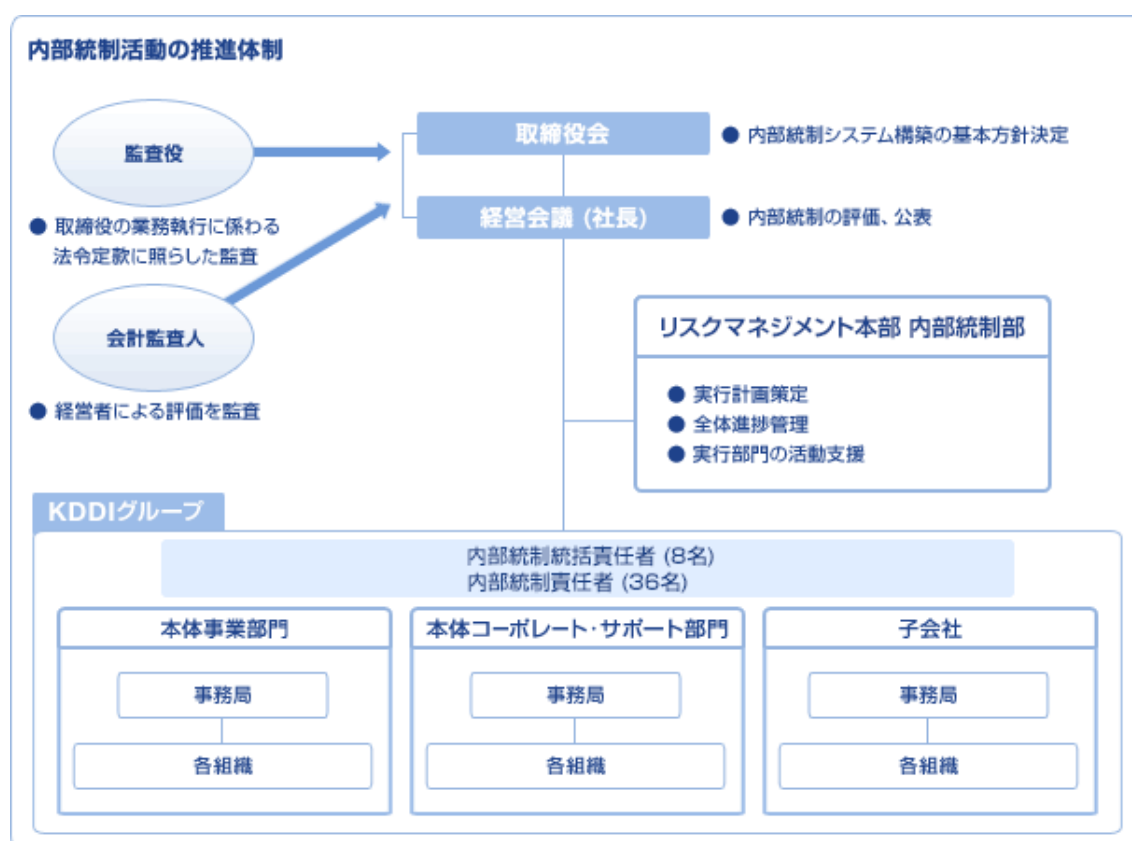 内部統制活動の推進体制
監査役
● 取締役の業務執行に係わる
法令定款に照らした監査
会計監査人
● 経営者による評価を監査
取締役会
● 内部統制システム構築の基本方針決定
経営会議 (社長)
● 内部統制の評価、公表
リスクマネジメント本部 内部統制部
● 実行計画策定
● 全体進捗管理
● 実行部門の活動支援
KDDIグループ
内部統制統括責任者 (8名)
内部統制責任者 (36名)
本体事業部門
事務局
各組織
本体コーポレート・サポート部門
事務局
各組織
子会社
事務局
各組織